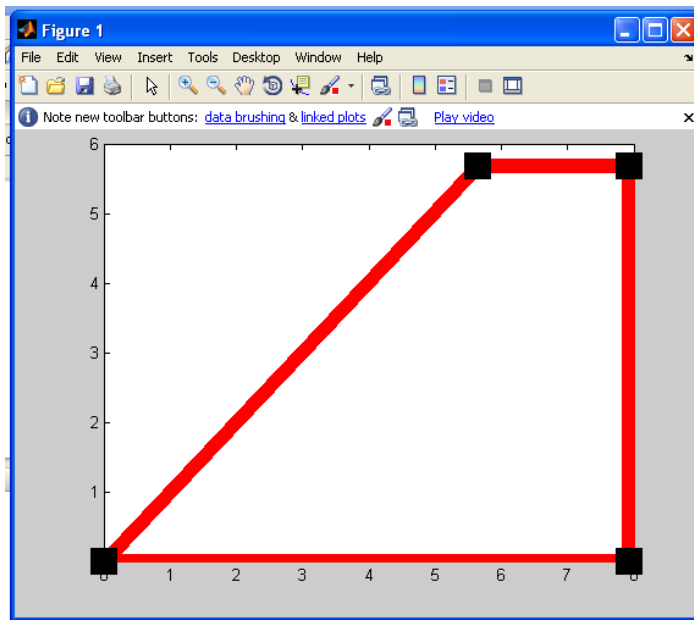 Figure 1
File Edit View Insert Tools Desktop Window Help
Note new toolbar buttons: data brushing & linked plots Play video
6
5
4
3
2
1
1 2 3 4 5 6 7